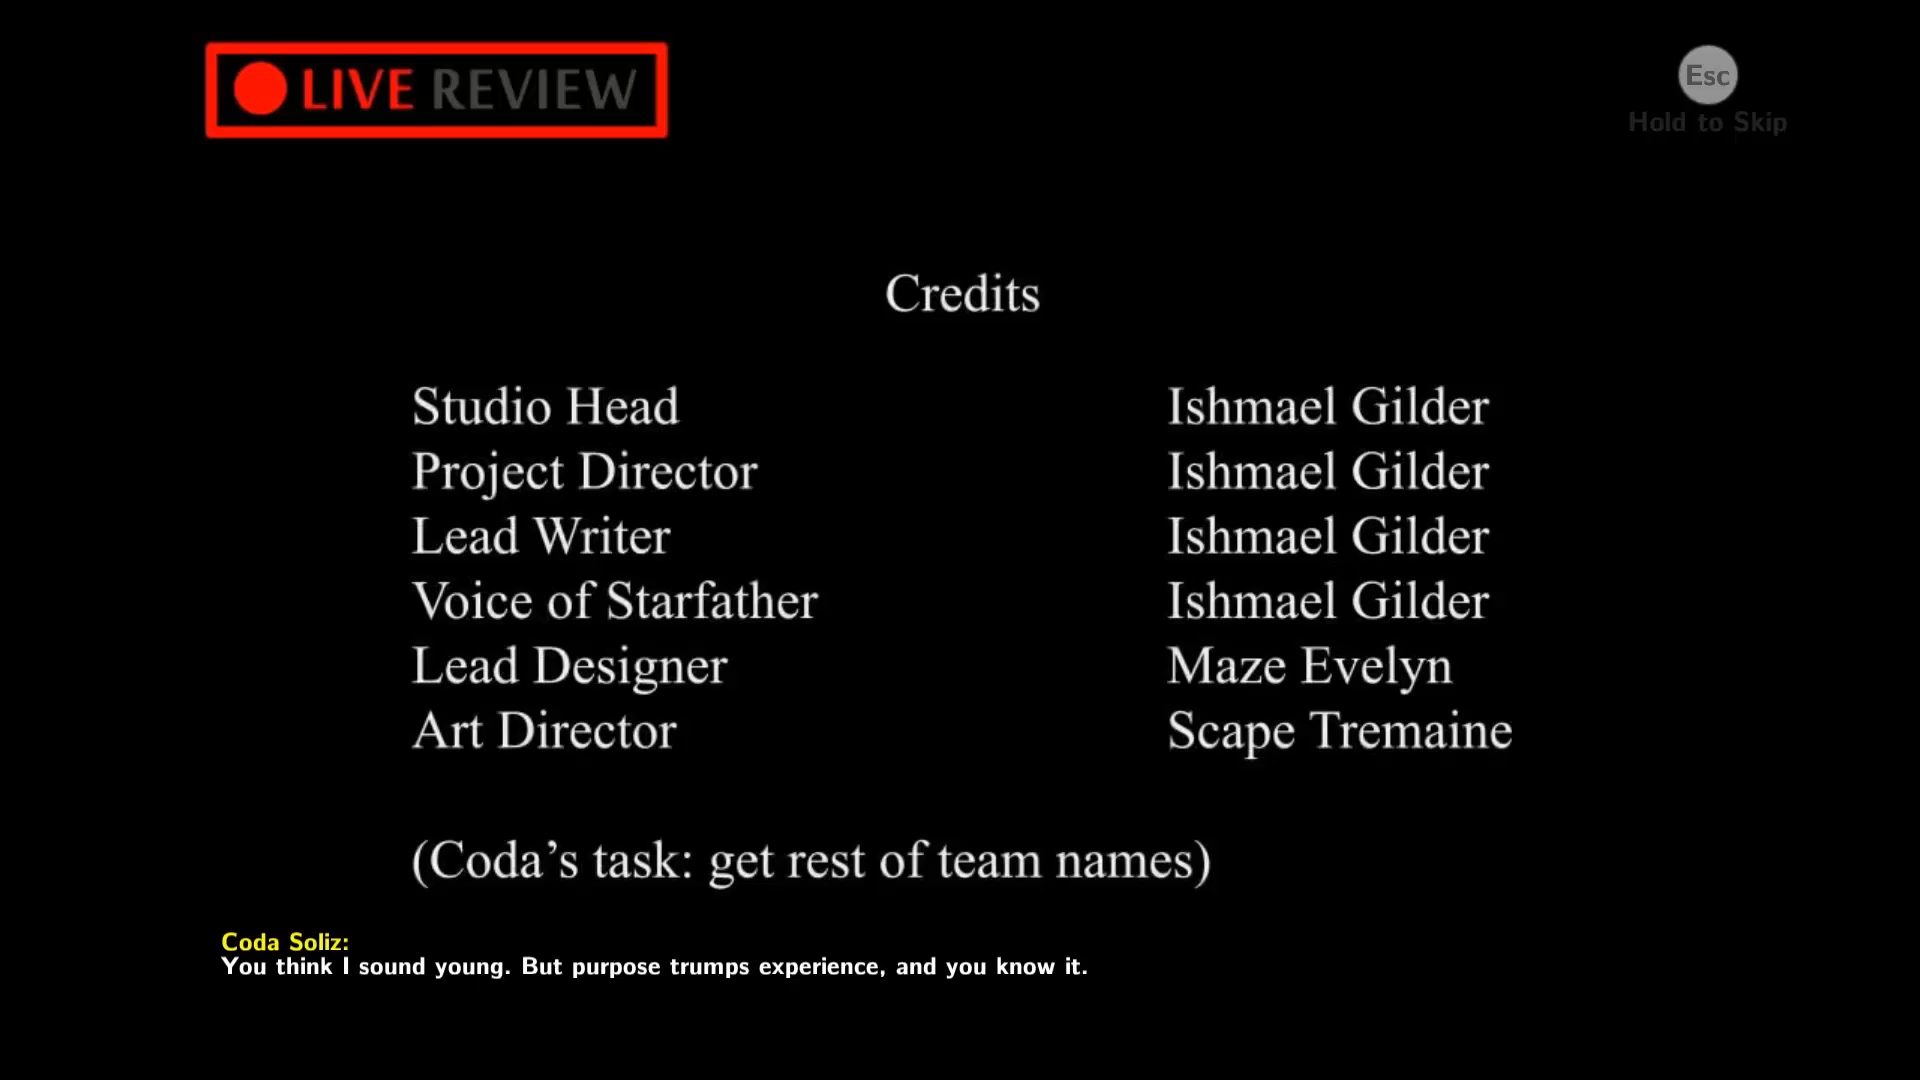 LIVE REVIEW
Esc
Hold to Skip
Credits
Studio Head Ishmael Gilder
Project Director Ishmael Gilder
Lead Writer Ishmael Gilder
Voice of Starfather Ishmael Gilder
Lead Designer Maze Evelyn
Art Director Scape Tremaine
(Coda’s task: get rest of team names)
Coda Soliz:
You think I sound young. But purpose trumps experience, and you know it.